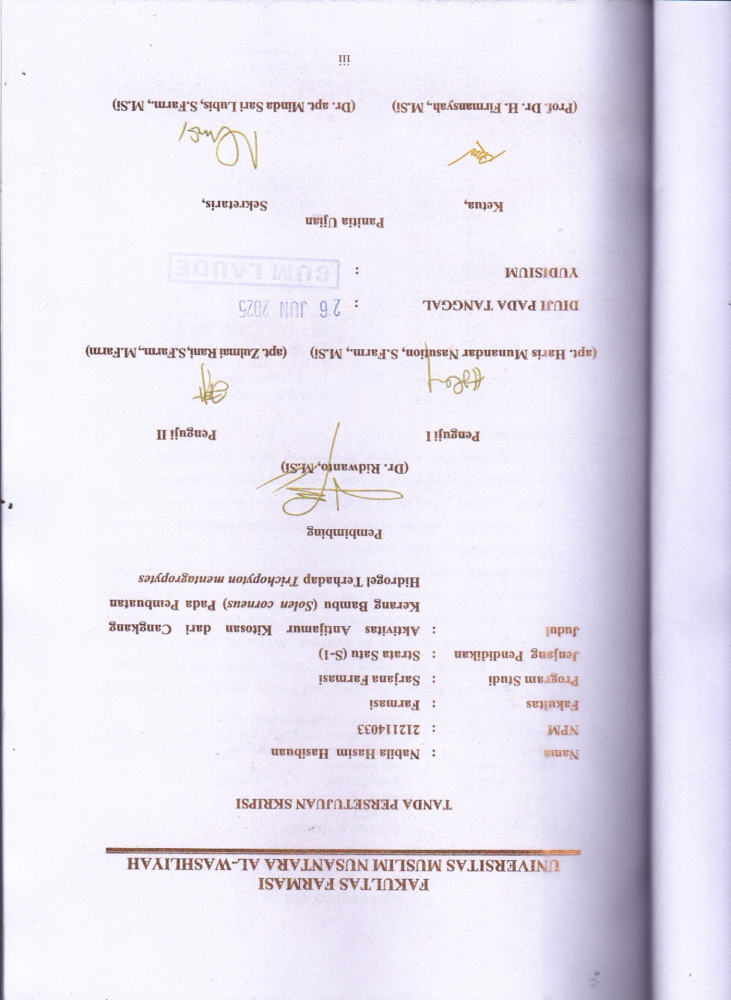 FAKULTAS FARMASI
UNIVERSITAS MUSLIM NUSANTARA AL-WASHLIYAH
TANDA PERSETUJUAN SKRIPSI
Nama : Nabila Hasim Hasibuan
NPM : 212114033
Fakultas : Farmasi
Program Studi : Sarjana Farmasi
Jenjang Pendidikan : Strata Satu (S-1)
Judul : Aktivitas Antijamur Kitosan dari Cangkang
Kerang Bambu (Solen corneus) Pada Pembuatan
Hidrogel Terhadap Trichopyton mentagropytes
Pembimbing
(Dr. Ridwanto, M.Si)
Penguji I Penguji II
(apt. Haris Munandar Nasution, S.Farm., M.Si) (apt. Zulmai Rani,S.Farm., M.Farm)
DIUJI PADA TANGGAL : 26 JUN 2025
YUDISIUM : CUM LAUDE
Panitia Ujian
Ketua, Sekretaris,
(Prof. Dr. H. Firmansyah., M.Si) (Dr. apt. Minda Sari Lubis, S.Farm., M.Si)
iii